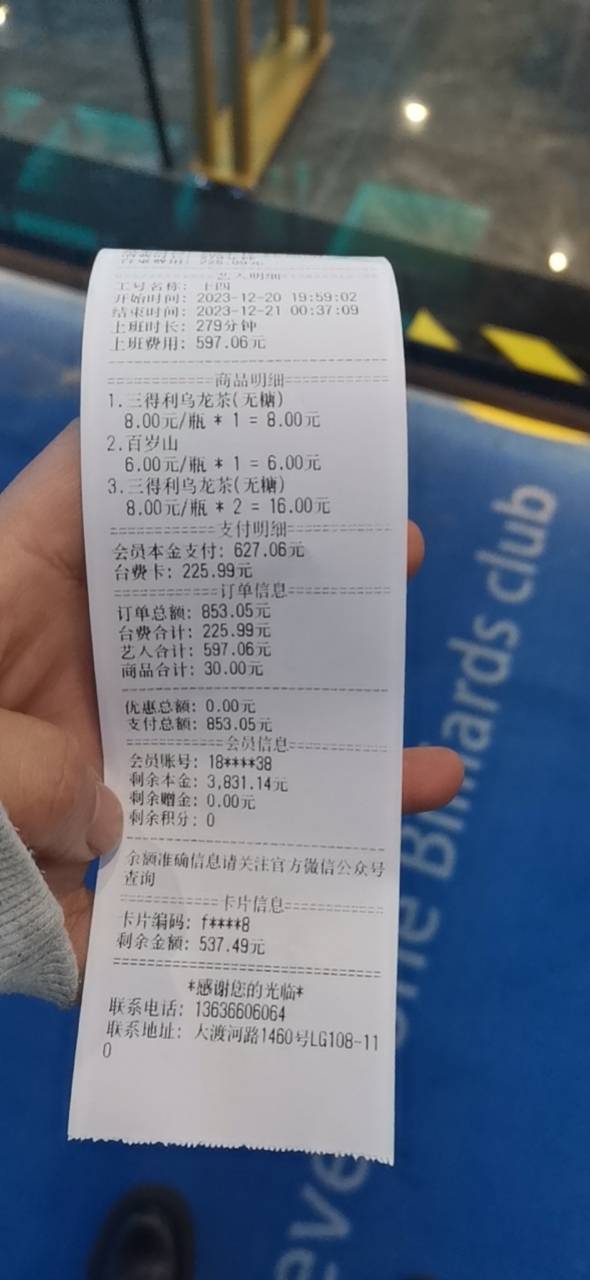 艺人明细
工号名称: 十四
开始时间: 2023-12-20 19:59:02
结束时间: 2023-12-21 00:37:09
上班时长: 279分钟
上班费用: 597.06元
商品明细
1.三得利乌龙茶(无糖)
8.00元/瓶 * 1 = 8.00元
2.百岁山
6.00元/瓶 * 1 = 6.00元
3.三得利乌龙茶(无糖)
8.00元/瓶 * 2 = 16.00元
支付明细
会员本金支付: 627.06元
台费卡: 225.99元
订单信息
订单总额: 853.05元
台费合计: 225.99元
艺人合计: 597.06元
商品合计: 30.00元
优惠总额: 0.00元
支付总额: 853.05元
会员信息
会员账号: 18****38
剩余本金: 3,831.14元
剩余赠金: 0.00元
剩余积分: 0
余额准确信息请关注官方微信公众号
查询
卡片信息
卡片编码: f****8
剩余金额: 537.49元
*感谢您的光临*
联系电话: 13636606064
联系地址: 大渡河路1460号LG108-11
0
Billiards club